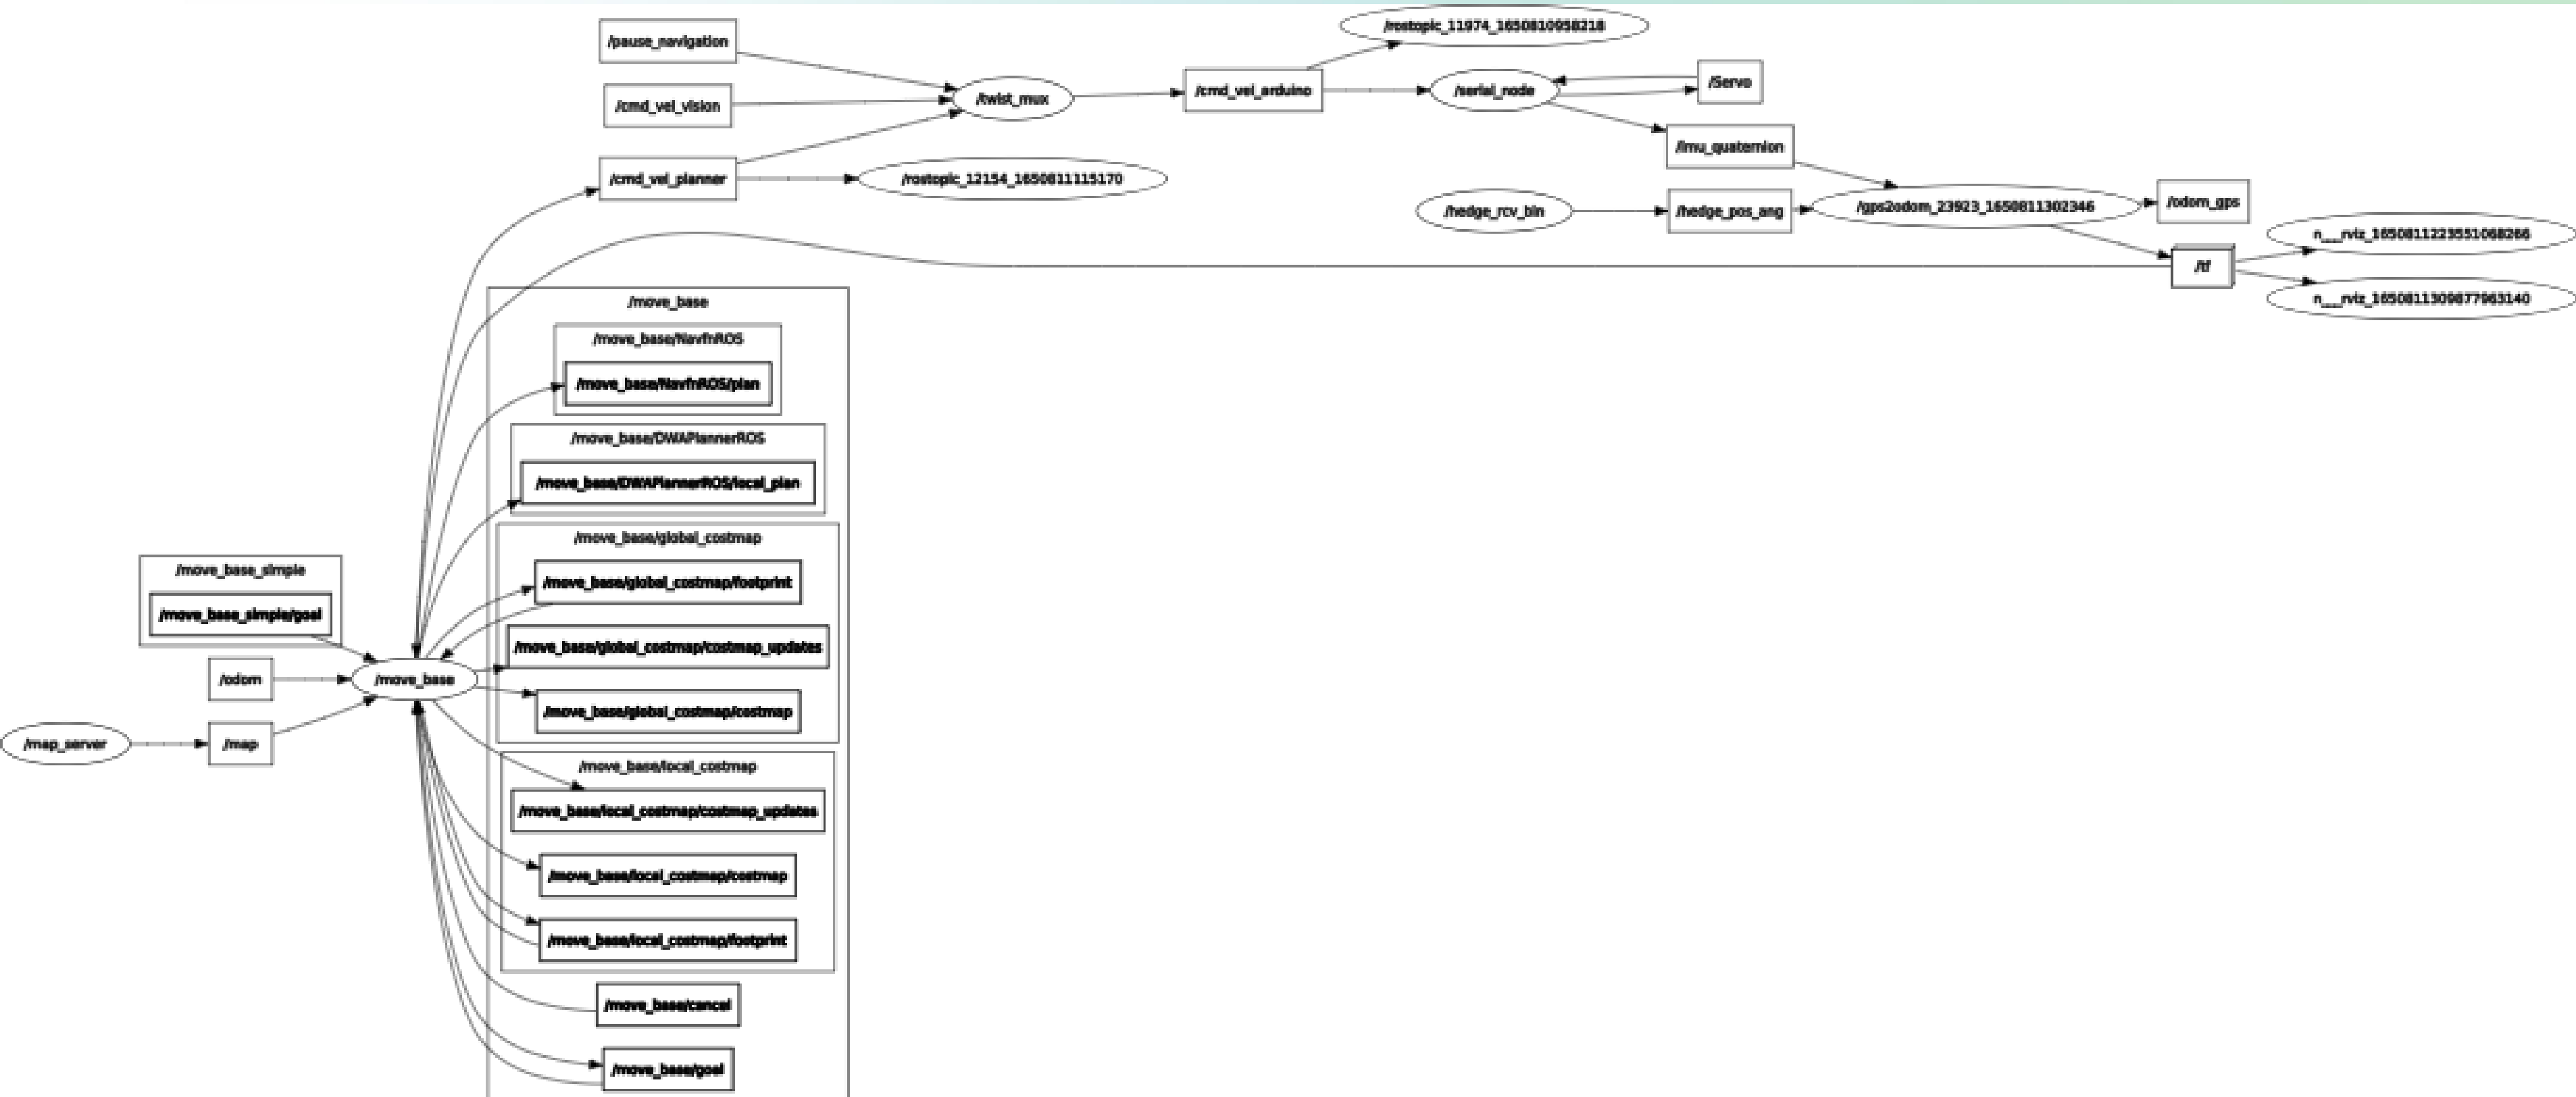 /pause_navigation
/cmd_vel_vision
/cmd_vel_planner
/twist_mux
/rostopic_12154_1650811115170
/cmd_vel_arduino
/rostopic_11974_1650810958218
/serial_node
/Servo
/imu_quaternion
/hedge_rcv_bin
/hedge_pos_ang
/gps2odom_23923_1650811302346
/odom_gps
/tf
n__rviz_1650811223551068266
n__rviz_1650811309877963140
/move_base
/move_base/NavfnROS
/move_base/NavfnROS/plan
/move_base/DWAPlannerROS
/move_base/DWAPlannerROS/local_plan
/move_base/global_costmap
/move_base/global_costmap/footprint
/move_base/global_costmap/costmap_updates
/move_base/global_costmap/costmap
/move_base/local_costmap
/move_base/local_costmap/costmap_updates
/move_base/local_costmap/costmap
/move_base/local_costmap/footprint
/move_base/cancel
/move_base/goal
/move_base_simple
/move_base_simple/goal
/odom
/map_server
/map
/move_base